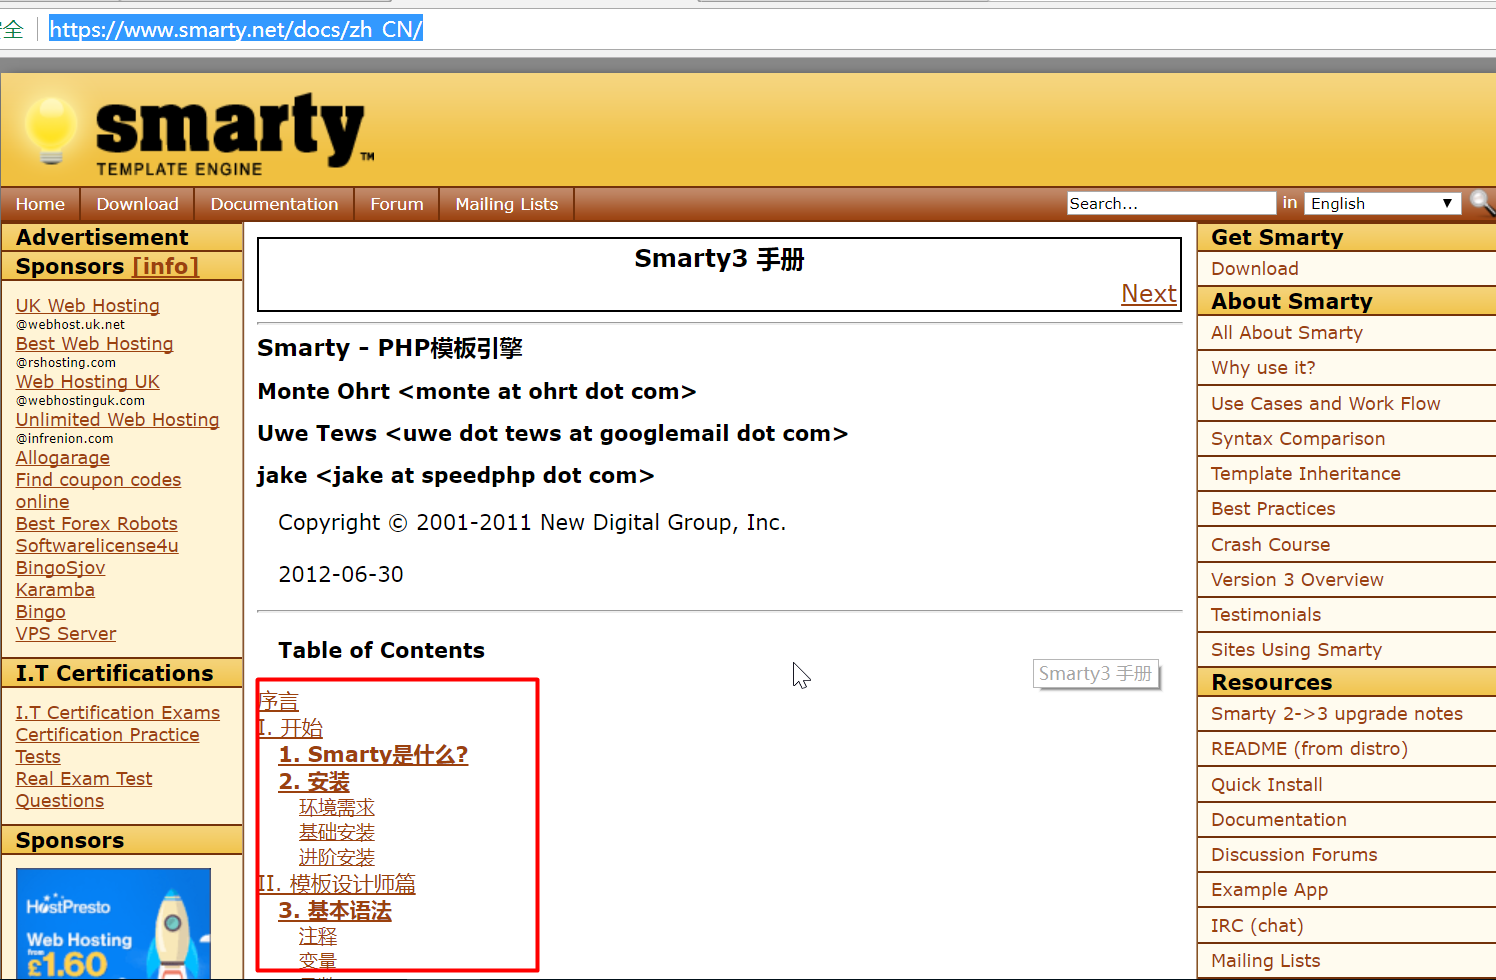 安全
https://www.smarty.net/docs/zh_CN/
smarty™
TEMPLATE ENGINE
Home
Download
Documentation
Forum
Mailing Lists
Search...
in
English
Advertisement
Sponsors [info]
UK Web Hosting
@webhost.uk.net
Best Web Hosting
@rshosting.com
Web Hosting UK
@webhostinguk.com
Unlimited Web Hosting
@infrenion.com
Allogarage
Find coupon codes
online
Best Forex Robots
Softwarelicense4u
BingoSjov
Karamba
Bingo
VPS Server
I.T Certifications
I.T Certification Exams
Certification Practice
Tests
Real Exam Test
Questions
Sponsors
HostPresto
Web Hosting
from
£1.60
Smarty3 手册
Next
Smarty - PHP模板引擎
Monte Ohrt <monte at ohrt dot com>
Uwe Tews <uwe dot tews at googlemail dot com>
jake <jake at speedphp dot com>
Copyright © 2001-2011 New Digital Group, Inc.
2012-06-30
Table of Contents
Smarty3 手册
序言
I. 开始
1. Smarty是什么?
2. 安装
环境需求
基础安装
进阶安装
II. 模板设计师篇
3. 基本语法
注释
变量
Get Smarty
Download
About Smarty
All About Smarty
Why use it?
Use Cases and Work Flow
Syntax Comparison
Template Inheritance
Best Practices
Crash Course
Version 3 Overview
Testimonials
Sites Using Smarty
Resources
Smarty 2->3 upgrade notes
README (from distro)
Quick Install
Documentation
Discussion Forums
Example App
IRC (chat)
Mailing Lists